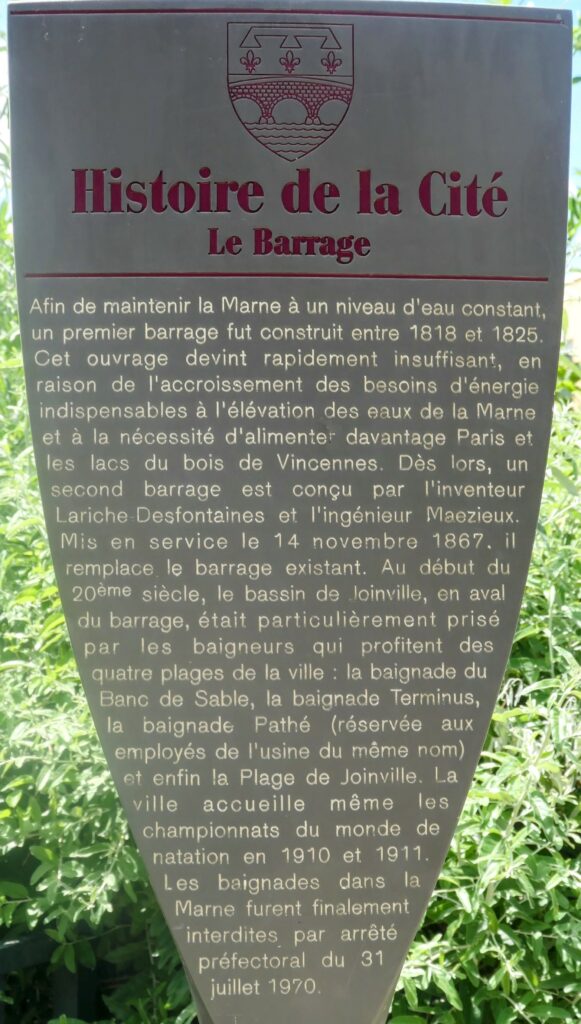 Histoire de la Cité
Le Barrage
Afin de maintenir la Marne à un niveau d'eau constant,
un premier barrage fut construit entre 1818 et 1825.
Cet ouvrage devint rapidement insuffisant, en
raison de l'accroissement des besoins d'énergie
indispensables à l'élévation des eaux de la Marne
et à la nécessité d'alimenter davantage Paris et
les lacs du bois de Vincennes. Dès lors, un
second barrage est conçu par l'inventeur
Lariche-Desfontaines et l'ingénieur Maezieux.
Mis en service le 14 novembre 1867, il
remplace le barrage existant. Au début du
20ème siècle, le bassin de Joinville, en aval
du barrage, était particulièrement prisé
par les baigneurs qui profitent des
quatre plages de la ville : la baignade du
Banc de Sable, la baignade Terminus,
la baignade Pathé (réservée aux
employés de l'usine du même nom)
et enfin la Plage de Joinville. La
ville accueille même les
championnats du monde de
natation en 1910 et 1911.
Les baignades dans la
Marne furent finalement
interdites par arrêté
préfectoral du 31
juillet 1970.